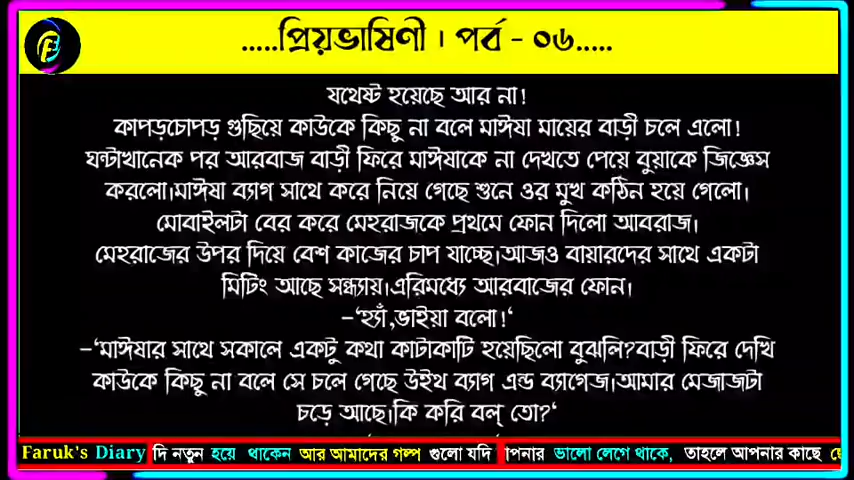 .....প্রিয়ভাষিণী । পর্ব - ০৬.....
যথেষ্ট হয়েছে আর না!
কাপড়চোপড় গুছিয়ে কাউকে কিছু না বলে মাঈষা মায়ের বাড়ী চলে এলো!
ঘন্টাখানেক পর আরবাজ বাড়ী ফিরে মাঈষাকে না দেখতে পেয়ে বুয়াকে জিজ্ঞেস
করলো।মাঈষা ব্যাগ সাথে করে নিয়ে গেছে শুনে ওর মুখ কঠিন হয়ে গেলো।
মোবাইলটা বের করে মেহরাজকে প্রথমে ফোন দিলো আবরাজ।
মেহরাজের উপর দিয়ে বেশ কাজের চাপ যাচ্ছে।আজও বায়ারদের সাথে একটা
মিটিং আছে সন্ধ্যায়।এরিমধ্যে আরবাজের ফোন।
–'হ্যাঁ,ভাইয়া বলো!'
–'মাঈষার সাথে সকালে একটু কথা কাটাকাটি হয়েছিলো বুঝলি?বাড়ী ফিরে দেখি
কাউকে কিছু না বলে সে চলে গেছে উইথ ব্যাগ এন্ড ব্যাগেজ।আমার মেজাজটা
চড়ে আছে।কি করি বল্ তো?'
Faruk's Diary দি নতুন হয়ে থাকেন আর আমাদের গল্প গুলো যদি পনার ভালো লেগে থাকে, তাহলে আপনার কাছে